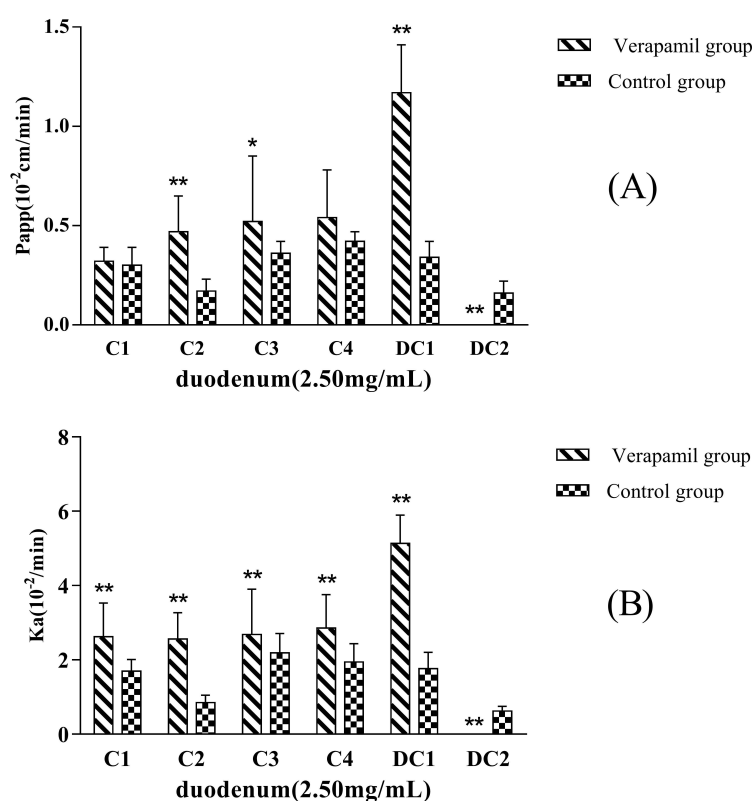 1.5
**
Verapamil group
Control group
1.0
Papp(10⁻²cm/min)
*
**
(A)
0.5
0.0
**
C1 C2 C3 C4 DC1 DC2
duodenum(2.50mg/mL)
8
Verapamil group
Control group
6
**
Ka(10⁻²/min)
4
** ** ** **
(B)
2
0
**
C1 C2 C3 C4 DC1 DC2
duodenum(2.50mg/mL)